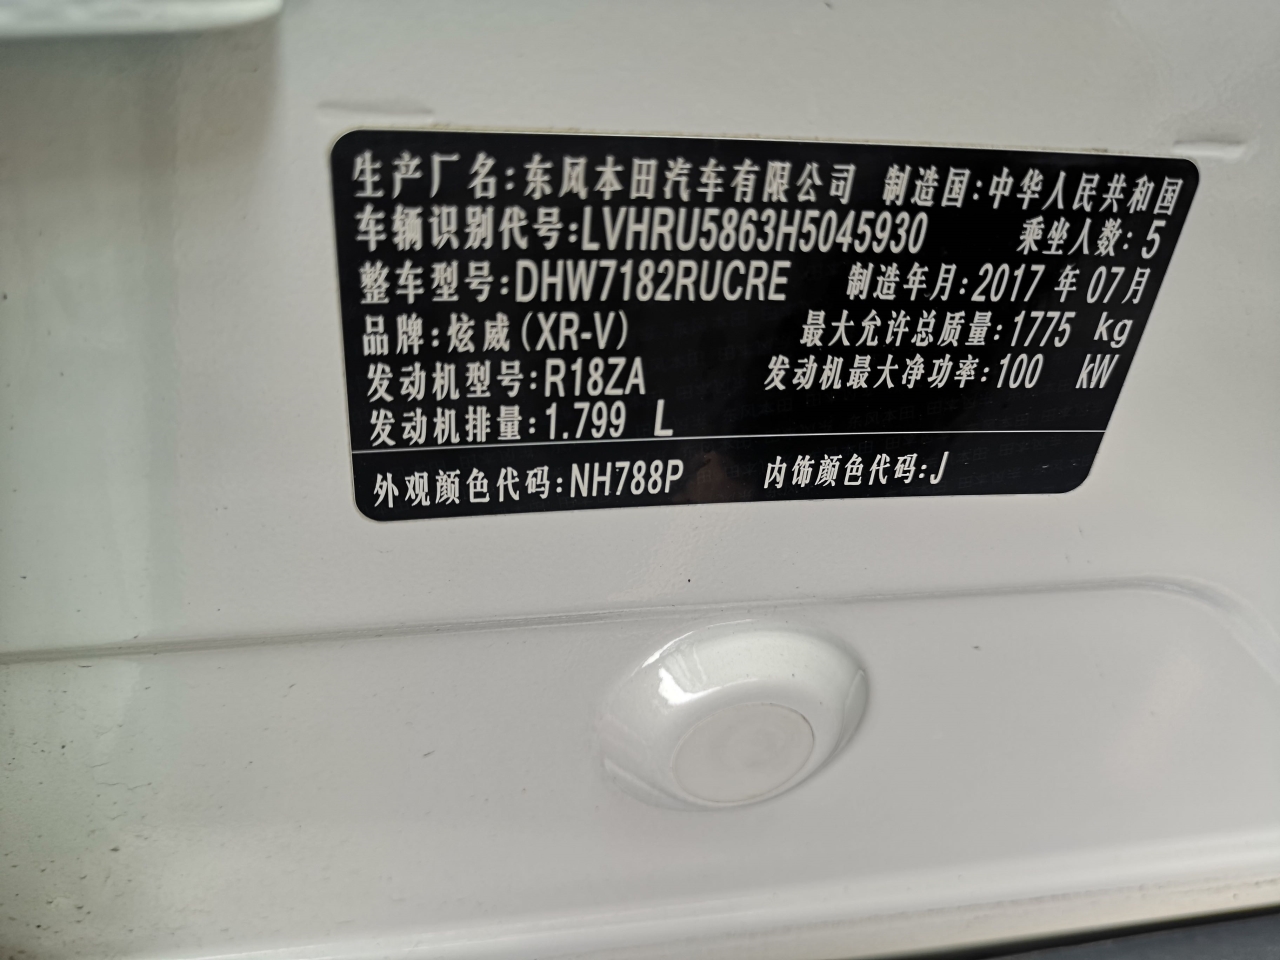 生产厂名:东风本田汽车有限公司 制造国:中华人民共和国
车辆识别代号:LVHRU5863H5045930 乘坐人数:5
整车型号:DHW7182RUCRE 制造年月:2017 年 07月
品牌:炫威(XR-V) 最大允许总质量:1775 kg
发动机型号:R18ZA 发动机最大净功率:100 kW
发动机排量:1.799 L
外观颜色代码:NH788P 内饰颜色代码:J